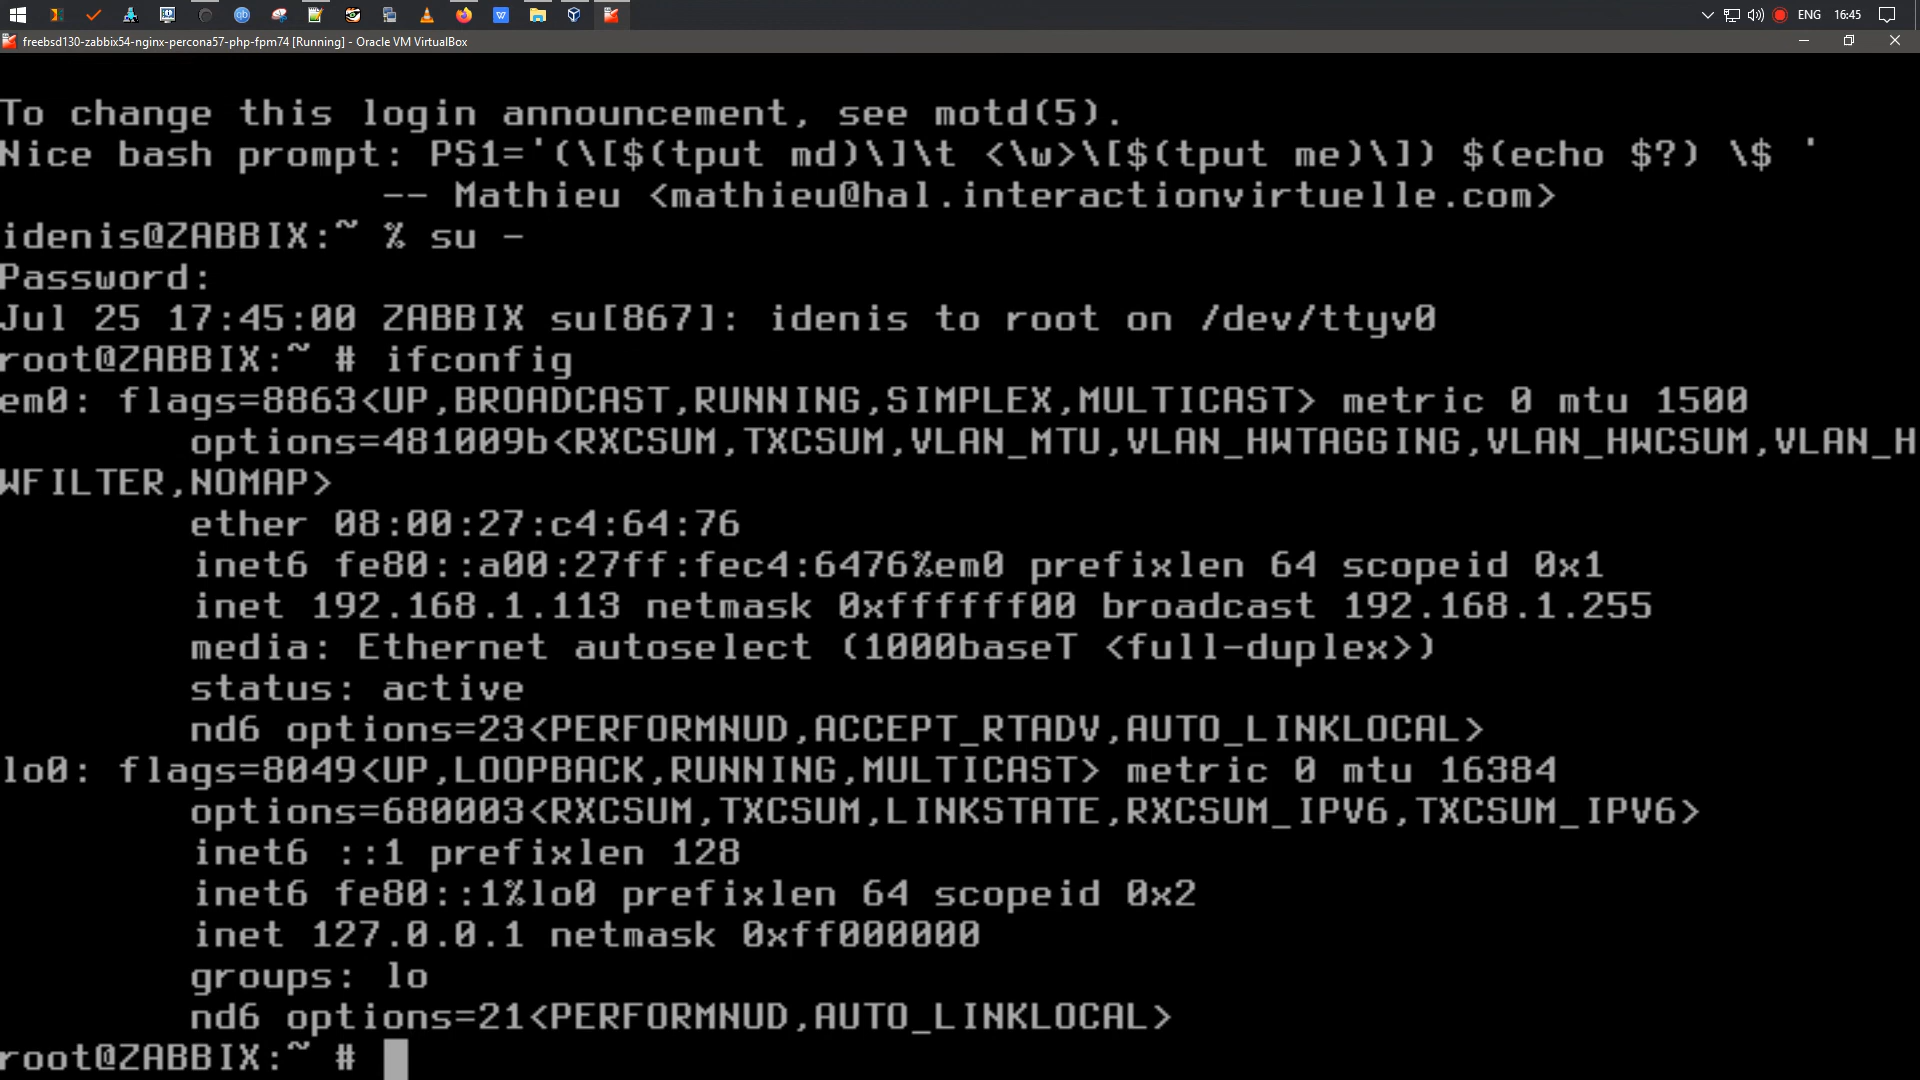 ENG 16:45
freebsd130-zabbix54-nginx-percona57-php-fpm74 [Running] - Oracle VM VirtualBox
To change this login announcement, see motd(5).
Nice bash prompt: PS1='(\[$(tput md)\]\t <\w>\[$(tput me)\]) $(echo $?) \$ '
-- Mathieu <mathieu@hal.interactionvirtuelle.com>
idenis@ZABBIX:~ % su -
Password:
Jul 25 17:45:00 ZABBIX su[867]: idenis to root on /dev/ttyv0
root@ZABBIX:~ # ifconfig
em0: flags=8863<UP,BROADCAST,RUNNING,SIMPLEX,MULTICAST> metric 0 mtu 1500
options=481009b<RXCSUM,TXCSUM,VLAN_MTU,VLAN_HWTAGGING,VLAN_HWCSUM,VLAN_H
WFILTER,NOMAP>
ether 08:00:27:c4:64:76
inet6 fe80::a00:27ff:fec4:6476%em0 prefixlen 64 scopeid 0x1
inet 192.168.1.113 netmask 0xffffff00 broadcast 192.168.1.255
media: Ethernet autoselect (1000baseT <full-duplex>)
status: active
nd6 options=23<PERFORMNUD,ACCEPT_RTADV,AUTO_LINKLOCAL>
lo0: flags=8049<UP,LOOPBACK,RUNNING,MULTICAST> metric 0 mtu 16384
options=680003<RXCSUM,TXCSUM,LINKSTATE,RXCSUM_IPV6,TXCSUM_IPV6>
inet6 ::1 prefixlen 128
inet6 fe80::1%lo0 prefixlen 64 scopeid 0x2
inet 127.0.0.1 netmask 0xff000000
groups: lo
nd6 options=21<PERFORMNUD,AUTO_LINKLOCAL>
root@ZABBIX:~ #